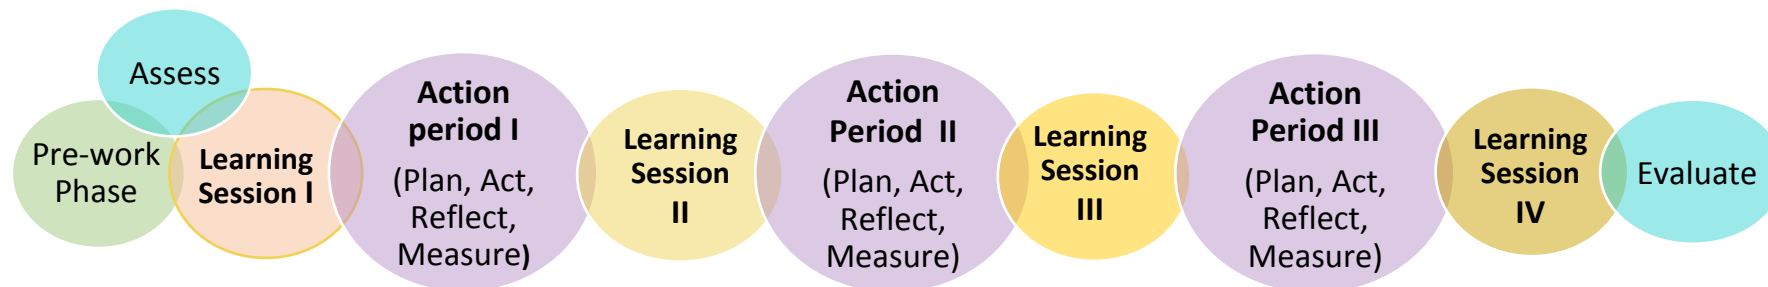 Assess
Pre-work
Phase
Learning
Session I
Action
period I
(Plan, Act,
Reflect,
Measure)
Learning
Session
II
Action
Period  II
(Plan, Act,
Reflect,
Measure)
Learning
Session
III
Action
Period III
(Plan, Act,
Reflect,
Measure)
Learning
Session
IV
Evaluate